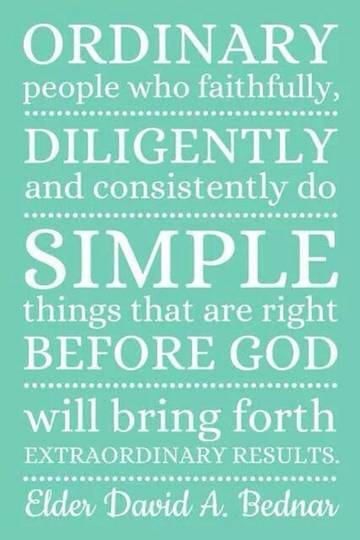 ORDINARY
people who faithfully,
DILIGENTLY
and consistently do
SIMPLE
things that are right
BEFORE GOD
will bring forth
EXTRAORDINARY RESULTS.
Elder David A. Bednar